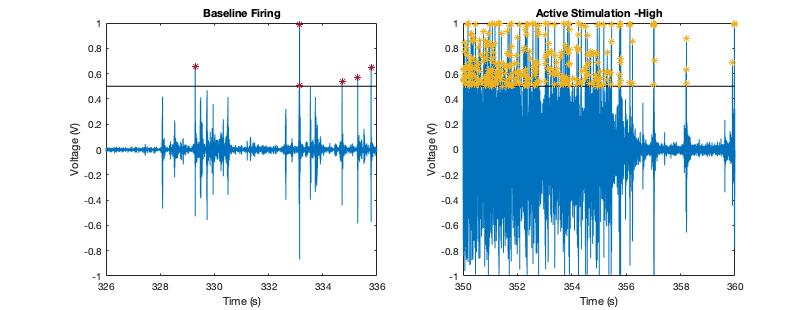 Baseline Firing
1
0.8
0.6
0.4
0.2
0
-0.2
-0.4
-0.6
-0.8
-1
Voltage (V)
326 328 330 332 334 336
Time (s)
Active Stimulation -High
1
0.8
0.6
0.4
0.2
0
-0.2
-0.4
-0.6
-0.8
-1
Voltage (V)
350 352 354 356 358 360
Time (s)